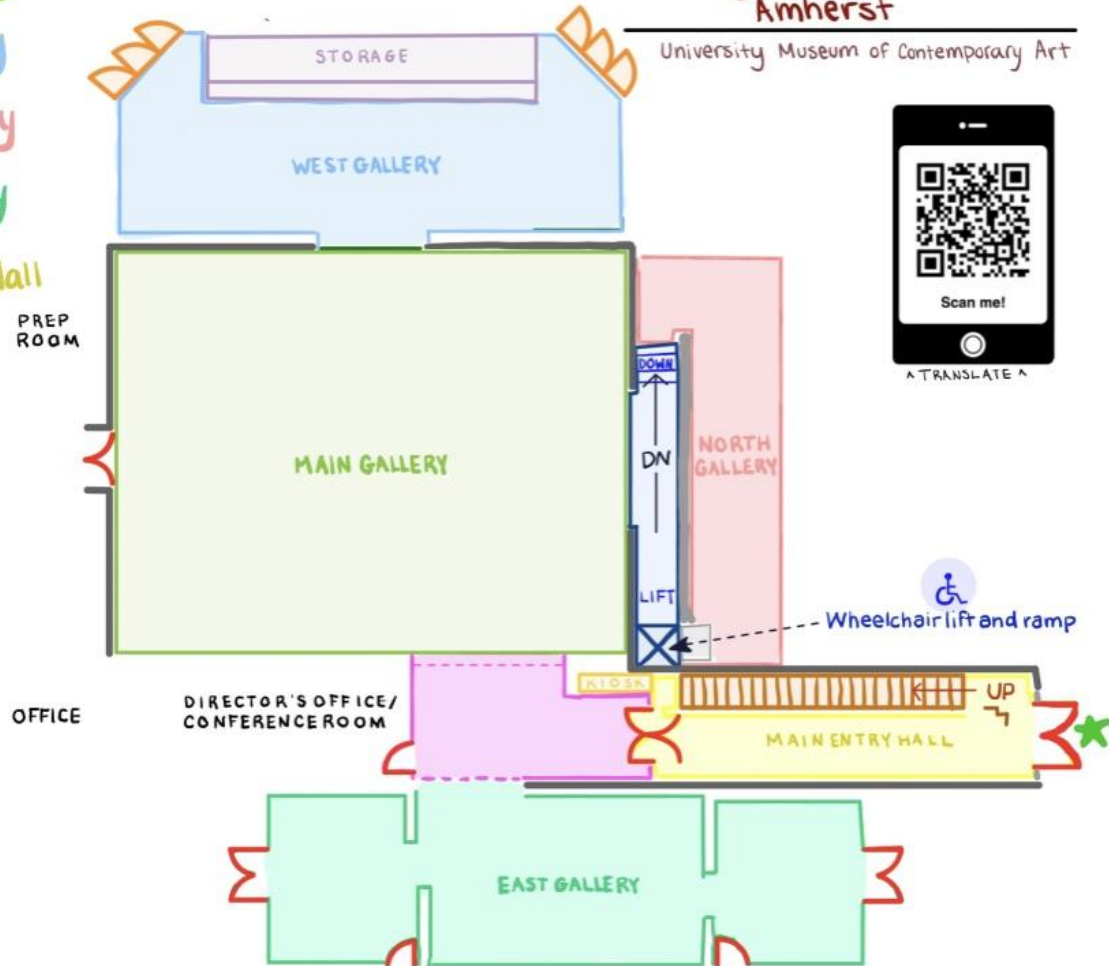 Amherst
University Museum of Contemporary Art
STORAGE
WEST GALLERY
Scan me!
^ TRANSLATE ^
PREP
ROOM
DOWN
DN
MAIN GALLERY
NORTH
GALLERY
LIFT
Wheelchair lift and ramp
KIOSK
UP
OFFICE
DIRECTOR'S OFFICE/
CONFERENCE ROOM
MAIN ENTRY HALL
EAST GALLERY